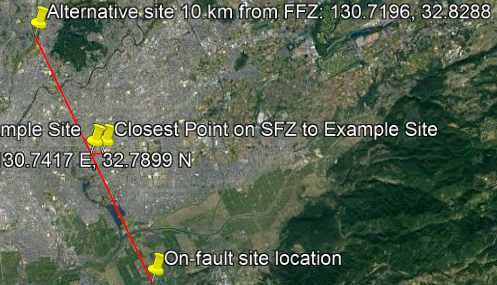 Alternative site 10 km from FFZ: 130.7196, 32.8288
mple Site
Closest Point on SFZ to Example Site
30.7417 E, 32.7899 N
On-fault site location